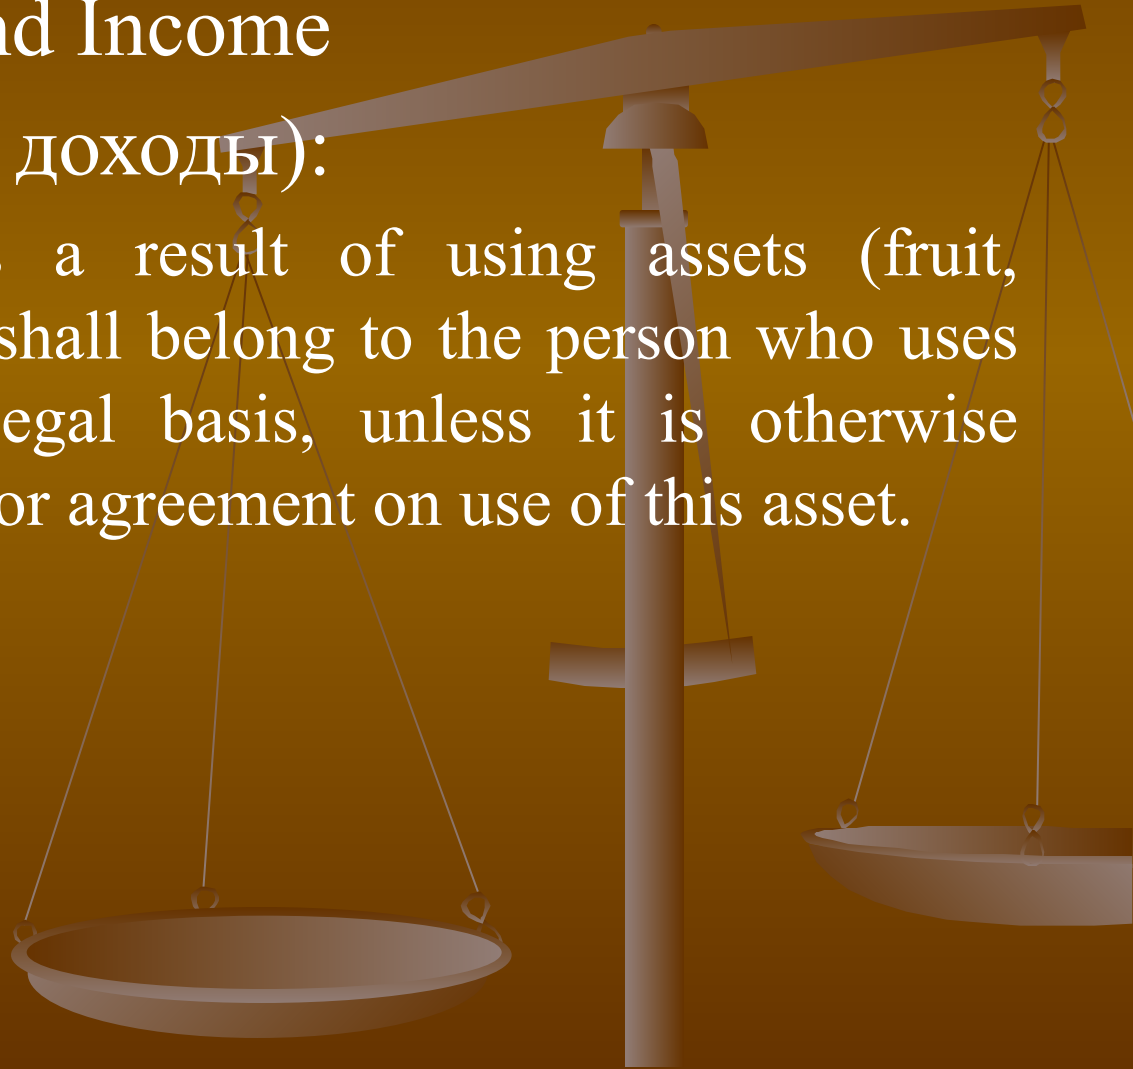 nd Income
доходы):
a result of using assets (fruit,
shall belong to the person who uses
egal basis, unless it is otherwise
or agreement on use of this asset.